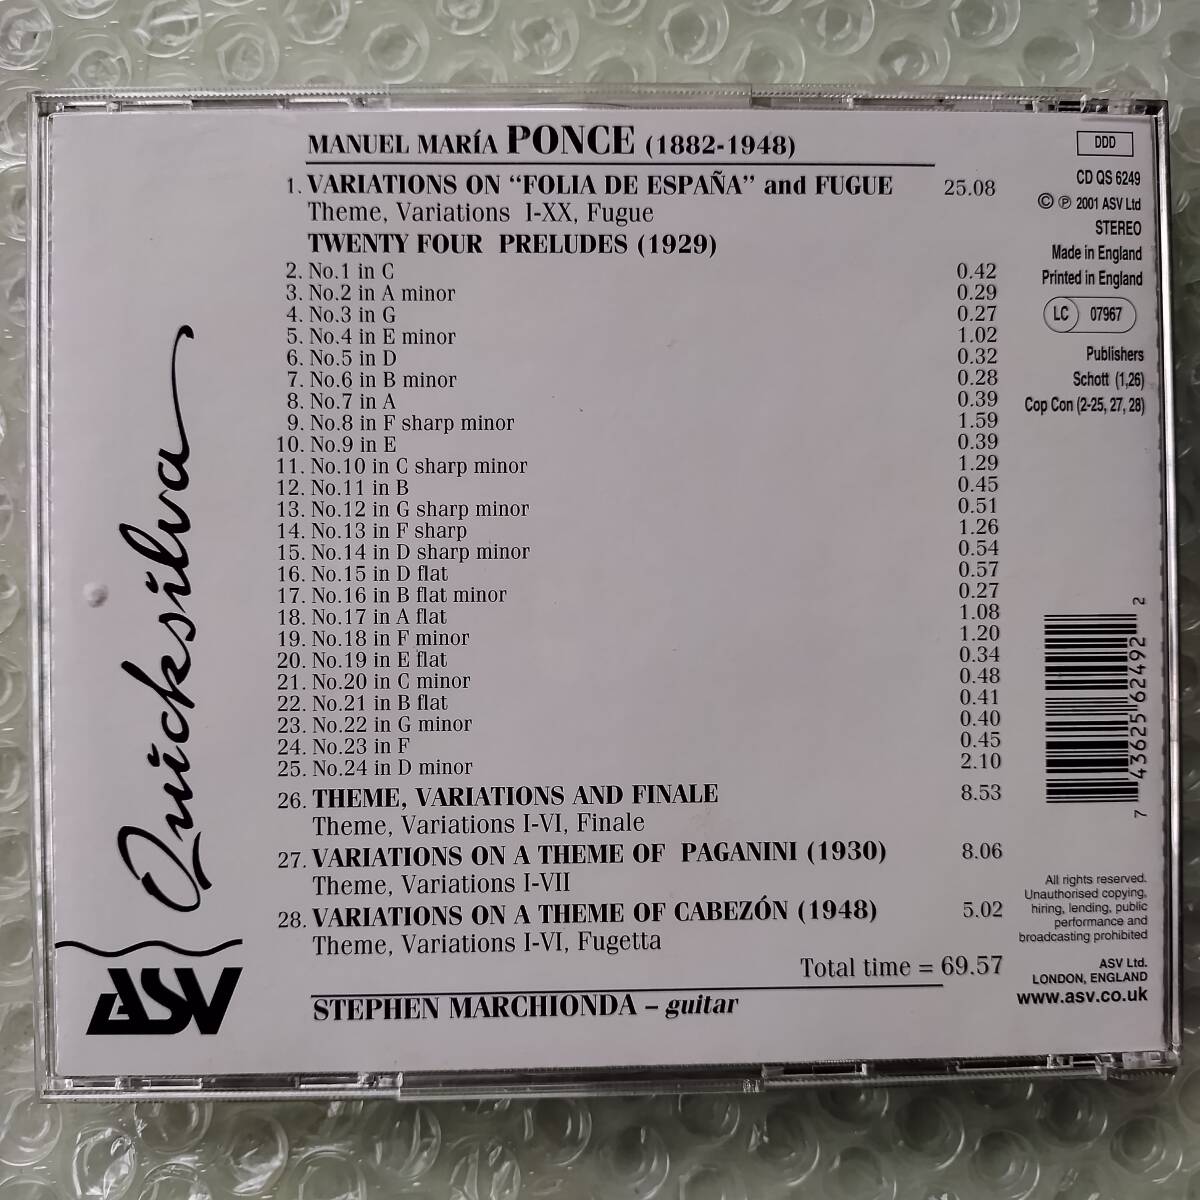 MANUEL MARÍA PONCE (1882-1948)
1. VARIATIONS ON “FOLIA DE ESPAÑA” and FUGUE 25.08
Theme, Variations I-XX, Fugue
TWENTY FOUR PRELUDES (1929)
2. No.1 in C 0.42
3. No.2 in A minor 0.29
4. No.3 in G 0.27
5. No.4 in E minor 1.02
6. No.5 in D 0.32
7. No.6 in B minor 0.28
8. No.7 in A 0.39
9. No.8 in F sharp minor 1.59
10. No.9 in E 0.39
11. No.10 in C sharp minor 1.29
12. No.11 in B 0.45
13. No.12 in G sharp minor 0.51
14. No.13 in F sharp 1.26
15. No.14 in D sharp minor 0.54
16. No.15 in D flat 0.57
17. No.16 in B flat minor 0.27
18. No.17 in A flat 1.08
19. No.18 in F minor 1.20
20. No.19 in E flat 0.34
21. No.20 in C minor 0.48
22. No.21 in B flat 0.41
23. No.22 in G minor 0.40
24. No.23 in F 0.45
25. No.24 in D minor 2.10
26. THEME, VARIATIONS AND FINALE 8.53
Theme, Variations I-VI, Finale
27. VARIATIONS ON A THEME OF PAGANINI (1930) 8.06
Theme, Variations I-VII
28. VARIATIONS ON A THEME OF CABEZÓN (1948) 5.02
Theme, Variations I-VI, Fugetta
Total time = 69.57
STEPHEN MARCHIONDA – guitar
DDD
CD QS 6249
© ℗ 2001 ASV Ltd
STEREO
Made in England
Printed in England
LC 07967
Publishers
Schott (1,26)
Cop Con (2-25, 27, 28)
7 43625 62492 2
All rights reserved.
Unauthorised copying,
hiring, lending, public
performance and
broadcasting prohibited
ASV Ltd.
LONDON, ENGLAND
www.asv.co.uk
Quicksilva
ASV